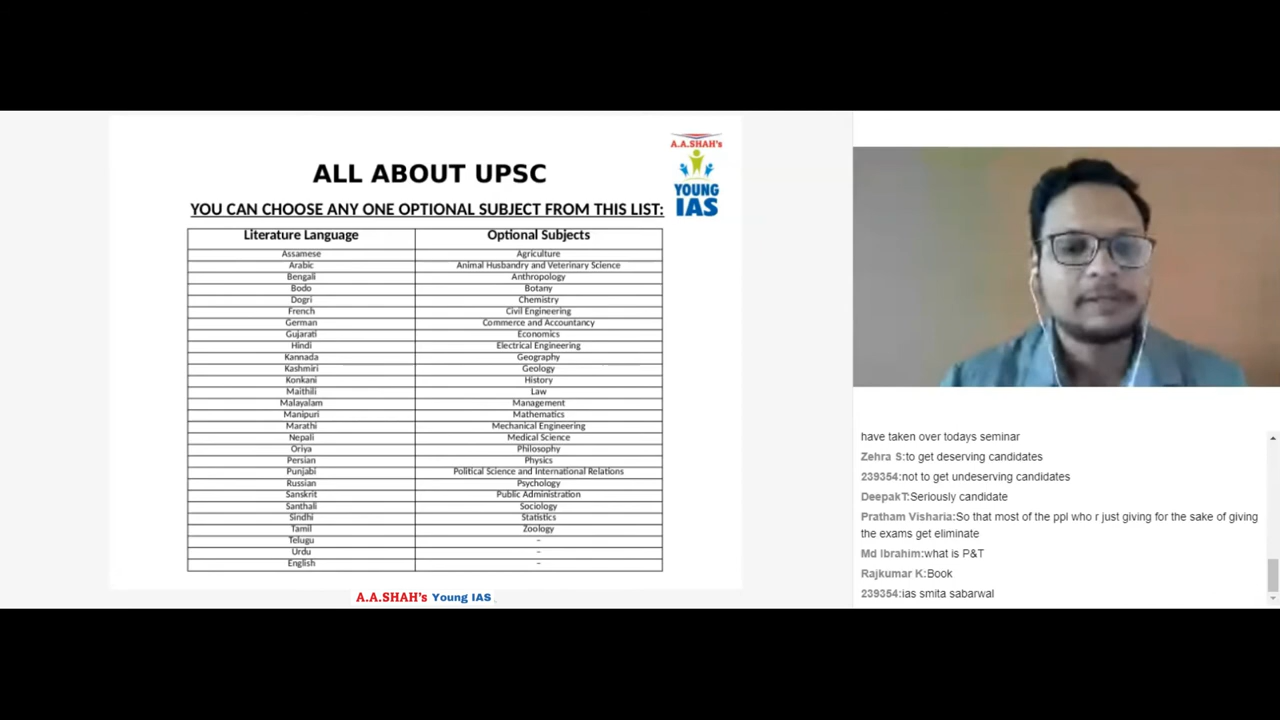 A.A.SHAH's
YOUNG
IAS
ALL ABOUT UPSC
YOU CAN CHOOSE ANY ONE OPTIONAL SUBJECT FROM THIS LIST:
Literature Language Optional Subjects
Assamese Agriculture
Arabic Animal Husbandry and Veterinary Science
Bengali Anthropology
Bodo Botany
Dogri Chemistry
French Civil Engineering
German Commerce and Accountancy
Gujarati Economics
Hindi Electrical Engineering
Kannada Geography
Kashmiri Geology
Konkani History
Maithili Law
Malayalam Management
Manipuri Mathematics
Marathi Mechanical Engineering
Nepali Medical Science
Oriya Philosophy
Persian Physics
Punjabi Political Science and International Relations
Russian Psychology
Sanskrit Public Administration
Santhali Sociology
Sindhi Statistics
Tamil Zoology
Telugu –
Urdu –
English –
A.A.SHAH's Young IAS
have taken over todays seminar
Zehra S:to get deserving candidates
239354:not to get undeserving candidates
DeepakT:Seriously candidate
Pratham Visharia:So that most of the ppl who r just giving for the sake of giving
the exams get eliminate
Md Ibrahim:what is P&T
Rajkumar K:Book
239354:ias smita sabarwal